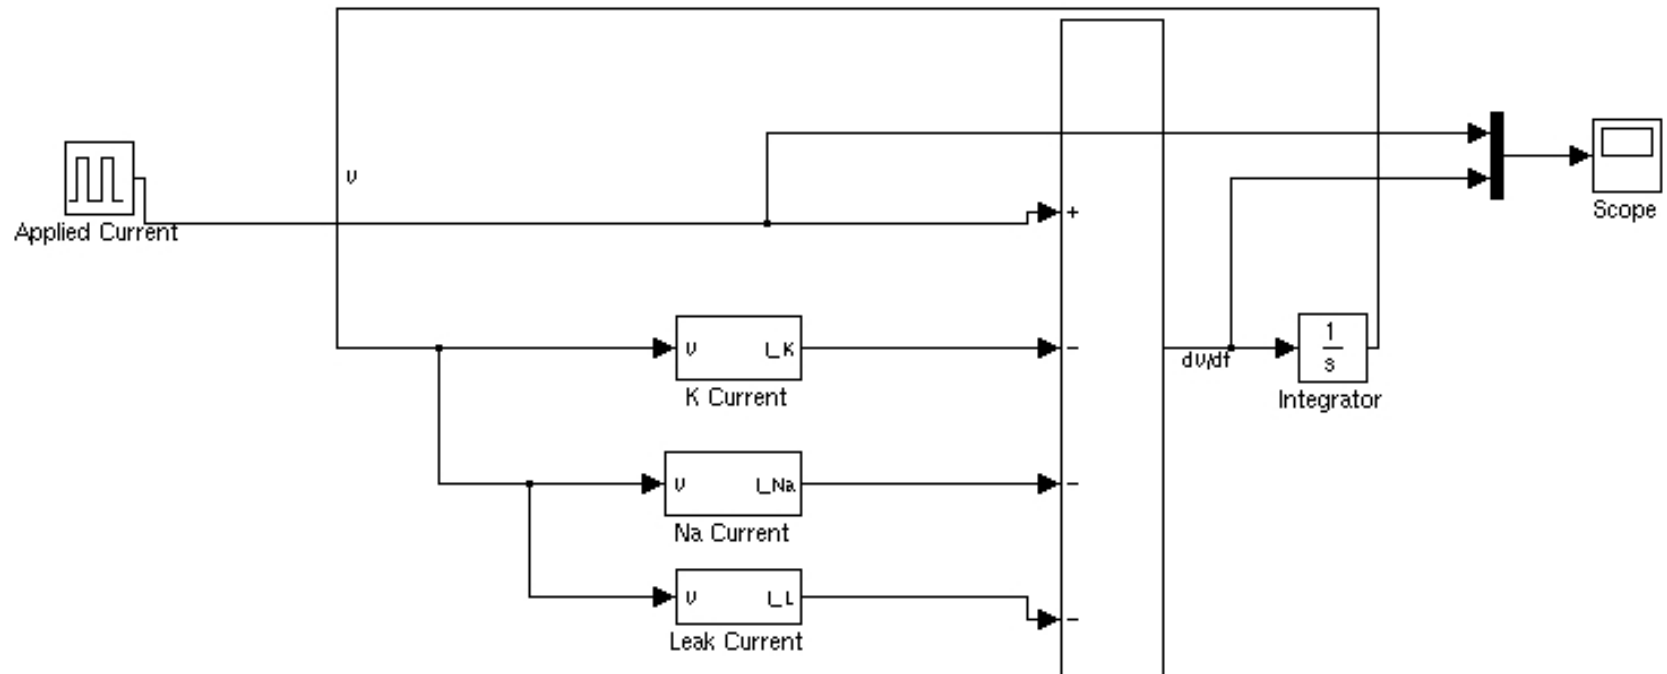 V
Applied Current
+
Scope
V I_K
-
dV/dt
1
s
K Current
Integrator
V I_Na
-
Na Current
V I_L
-
Leak Current